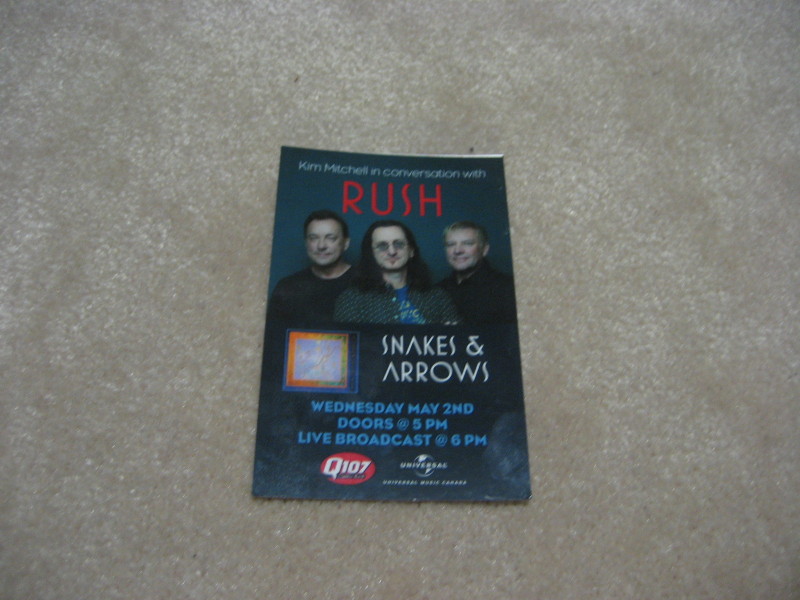 Kim Mitchell in conversation with
RUSH
SNAKES &
ARROWS
WEDNESDAY MAY 2ND
DOORS @ 5 PM
LIVE BROADCAST @ 6 PM
Q107
UNIVERSAL
UNIVERSAL MUSIC CANADA